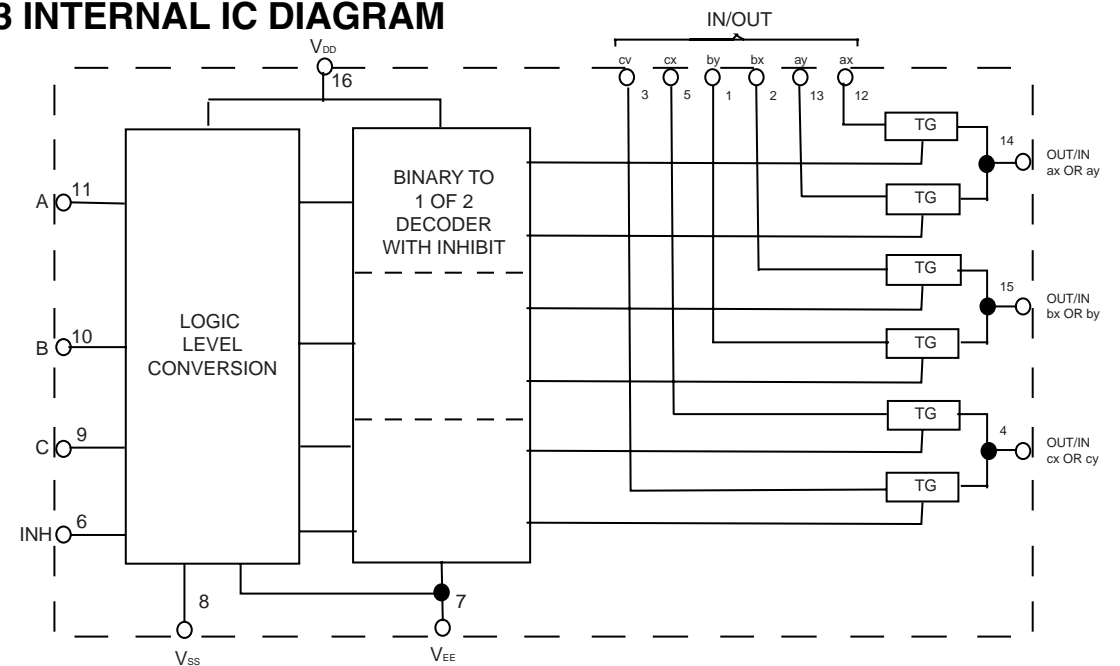 3 INTERNAL IC DIAGRAM
IN/OUT
VDD
16
cv cx by bx ay ax
3 5 1 2 13 12
TG
14
OUT/IN
ax OR ay
TG
A 11
BINARY TO
1 OF 2
DECODER
WITH INHIBIT
TG
15
OUT/IN
bx OR by
TG
B 10
LOGIC
LEVEL
CONVERSION
TG
4
OUT/IN
cx OR cy
TG
C 9
INH 6
8
7
VSS
VEE